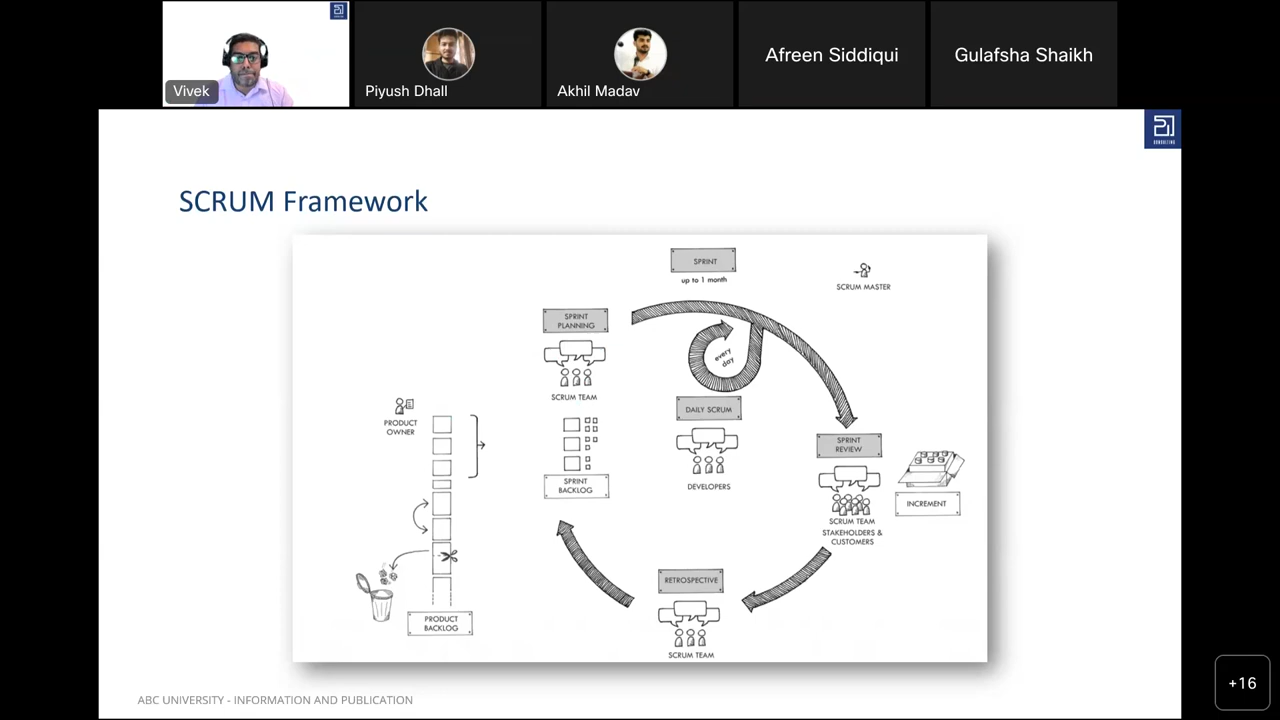 Vivek
Piyush Dhall
Akhil Madav
Afreen Siddiqui
Gulafsha Shaikh
CONSULTING
SCRUM Framework
SPRINT
up to 1 month
SCRUM MASTER
SPRINT
PLANNING
SCRUM TEAM
every
day
DAILY SCRUM
DEVELOPERS
PRODUCT
OWNER
SPRINT
BACKLOG
SPRINT
REVIEW
SCRUM TEAM
STAKEHOLDERS &
CUSTOMERS
INCREMENT
RETROSPECTIVE
SCRUM TEAM
PRODUCT
BACKLOG
ABC UNIVERSITY - INFORMATION AND PUBLICATION
+16